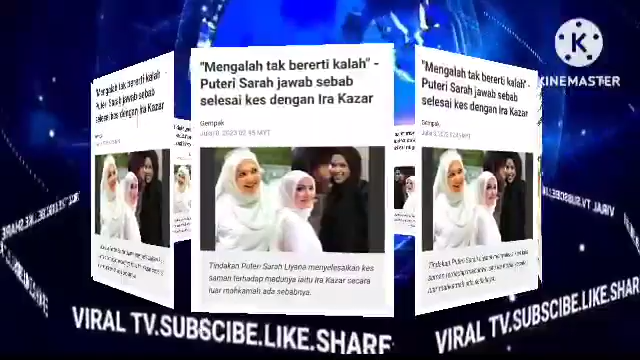 "Mengalah tak bererti kalah" -
Puteri Sarah jawab sebab
selesai kes dengan Ira Kazar
Gempak
Tindakan Puteri Sarah Liyana menyelesaikan kes
saman terhadap madunya iaitu Ira Kazar secara
luar mahkamah ada sebabnya.
"Mengalah tak bererti kalah" -
Puteri Sarah jawab sebab
selesai kes dengan Ira Kazar
"Mengalah tak bererti kalah" -
Puteri Sarah jawab sebab
selesai kes dengan Ira Kazar
Gempak
K
KINEMASTER
VIRAL TV.SUBSCIBE.LIKE.SHARE
VIRAL TV.SUBSCIBE.LIKE.SHARE